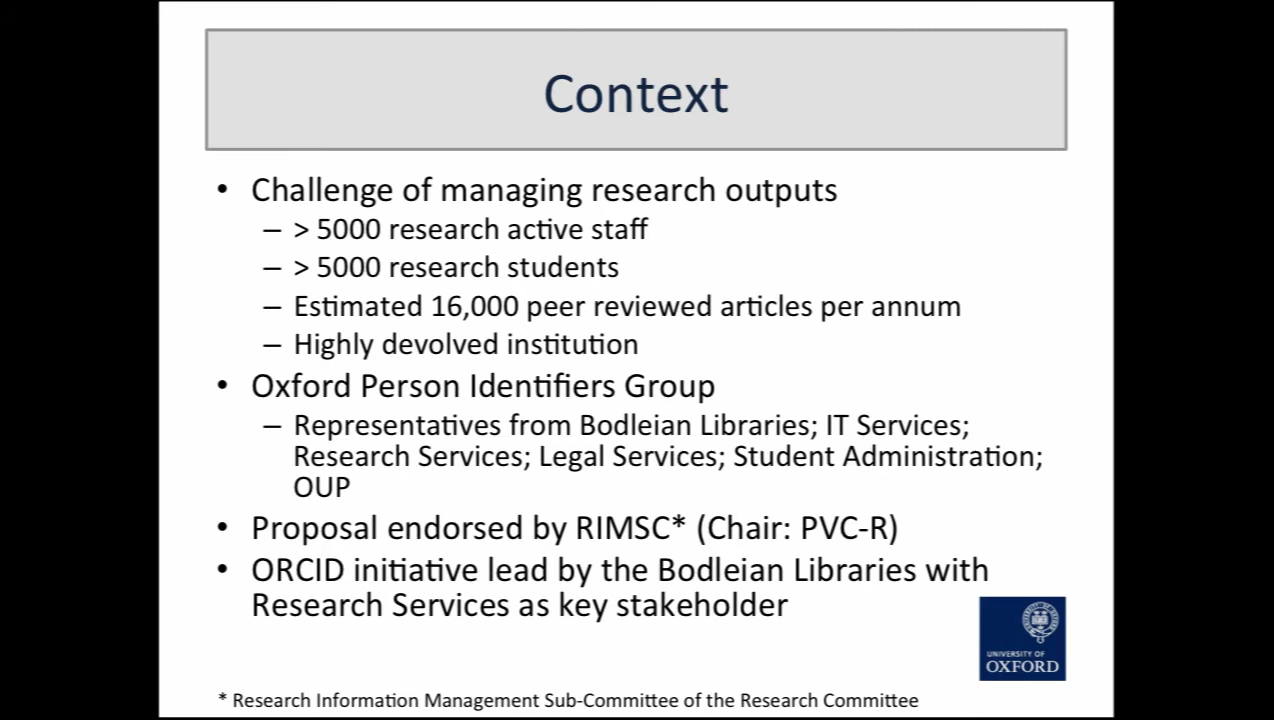 Context
• Challenge of managing research outputs
– > 5000 research active staff
– > 5000 research students
– Estimated 16,000 peer reviewed articles per annum
– Highly devolved institution
• Oxford Person Identifiers Group
– Representatives from Bodleian Libraries; IT Services;
Research Services; Legal Services; Student Administration;
OUP
• Proposal endorsed by RIMSC* (Chair: PVC-R)
• ORCID initiative lead by the Bodleian Libraries with
Research Services as key stakeholder
UNIVERSITY OF
OXFORD
* Research Information Management Sub-Committee of the Research Committee